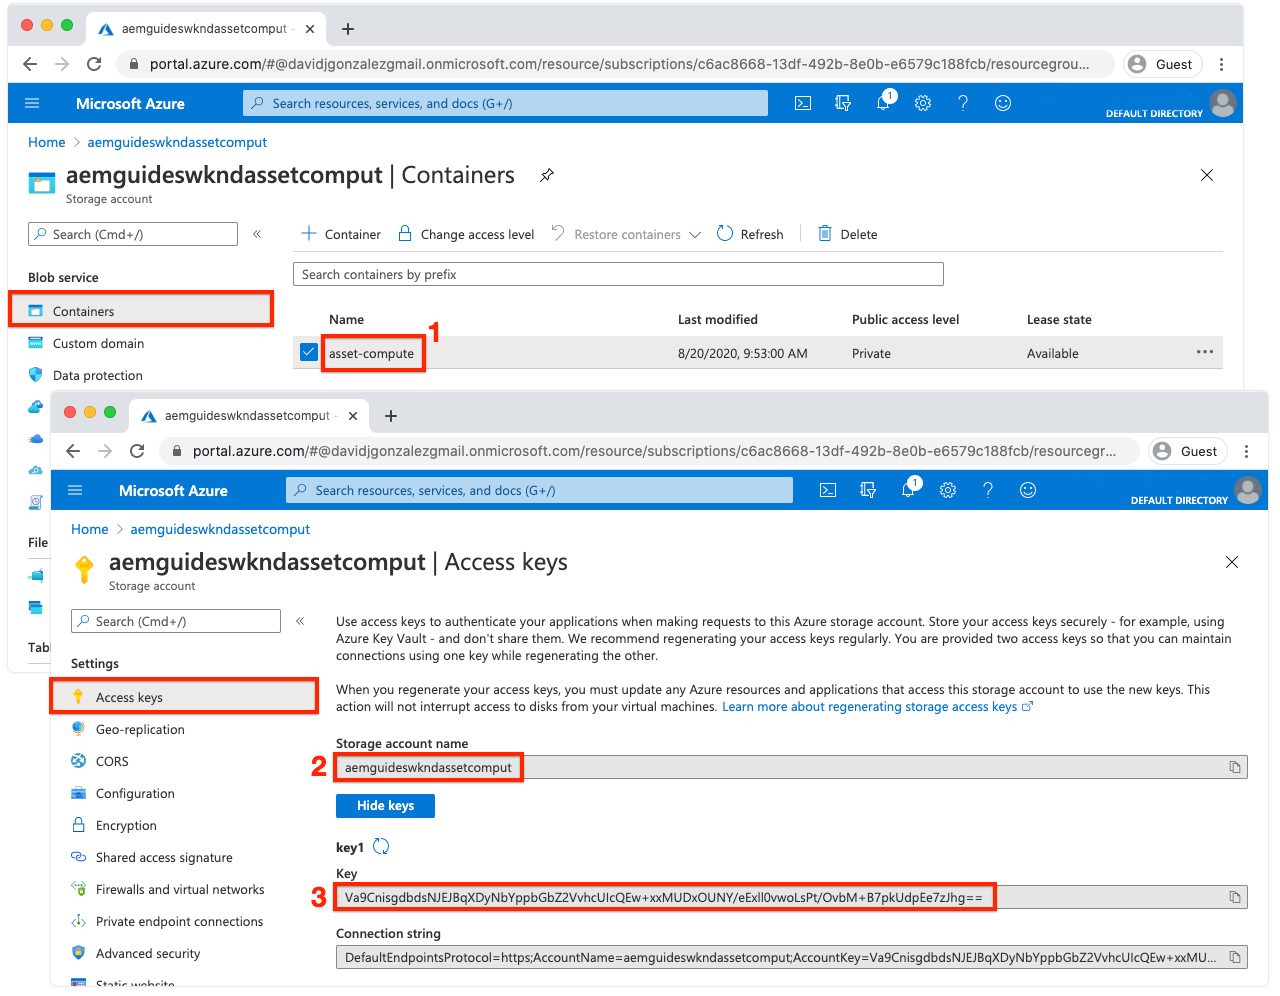 aemguideswkndassetcomput -
portal.azure.com/#@davidjgonzalezgmail.onmicrosoft.com/resource/subscriptions/c6ac8668-13df-492b-8e0b-e6579c188fcb/resourcegrou...
Guest
Microsoft Azure
Search resources, services, and docs (G+/)
1
DEFAULT DIRECTORY
Home > aemguideswkndassetcomput
aemguideswkndassetcomput | Containers
Storage account
Search (Cmd+/)
«
Container
Change access level
Restore containers
Refresh
Delete
Blob service
Search containers by prefix
Containers
Custom domain
Data protection
Name
Last modified
Public access level
Lease state
1
asset-compute
8/20/2020, 9:53:00 AM
Private
Available
File
Tab
aemguideswkndassetcomput -
portal.azure.com/#@davidjgonzalezgmail.onmicrosoft.com/resource/subscriptions/c6ac8668-13df-492b-8e0b-e6579c188fcb/resourcegr...
Guest
Microsoft Azure
Search resources, services, and docs (G+/)
1
DEFAULT DIRECTORY
Home > aemguideswkndassetcomput
aemguideswkndassetcomput | Access keys
Storage account
Search (Cmd+/)
«
Settings
Access keys
Geo-replication
CORS
Configuration
Encryption
Shared access signature
Firewalls and virtual networks
Private endpoint connections
Advanced security
Static website
Use access keys to authenticate your applications when making requests to this Azure storage account. Store your access keys securely - for example, using
Azure Key Vault - and don't share them. We recommend regenerating your access keys regularly. You are provided two access keys so that you can maintain
connections using one key while regenerating the other.
When you regenerate your access keys, you must update any Azure resources and applications that access this storage account to use the new keys. This
action will not interrupt access to disks from your virtual machines. Learn more about regenerating storage access keys
Storage account name
2
aemguideswkndassetcomput
Hide keys
key1
Key
3
Va9CnisgdbdsNJEJBqXDyNbYppbGbZ2VvhcUIcQEw+xxMUDxOUNY/eExll0vwoLsPt/OvbM+B7pkUdpEe7zJhg==
Connection string
DefaultEndpointsProtocol=https;AccountName=aemguideswkndassetcomput;AccountKey=Va9CnisgdbdsNJEJBqXDyNbYppbGbZ2VvhcUIcQEw+xxMU...